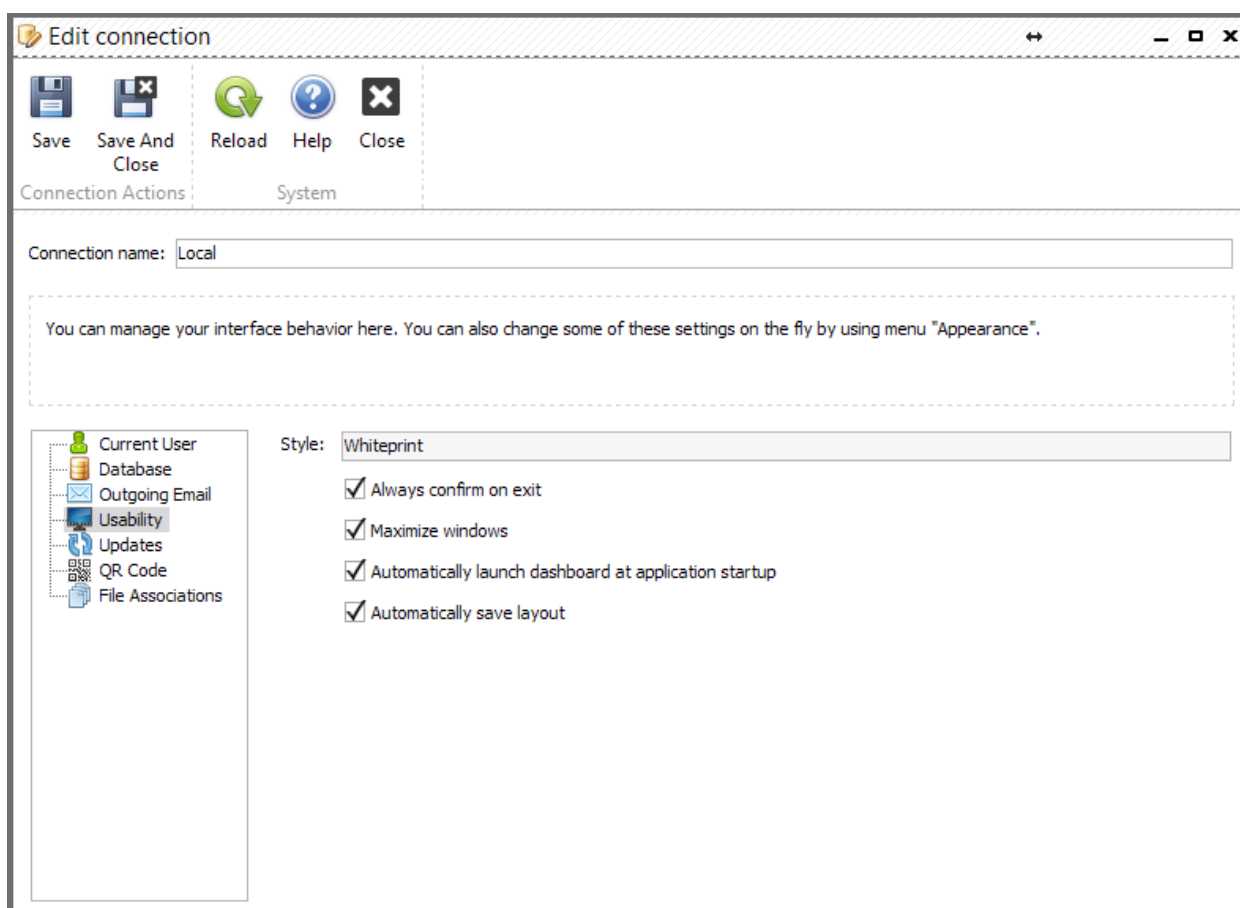 Edit connection
Save
Save And Close
Reload
Help
Close
Connection Actions
System
Connection name: Local
You can manage your interface behavior here. You can also change some of these settings on the fly by using menu "Appearance".
Current User
Database
Outgoing Email
Usability
Updates
QR Code
File Associations
Style: Whiteprint
Always confirm on exit
Maximize windows
Automatically launch dashboard at application startup
Automatically save layout